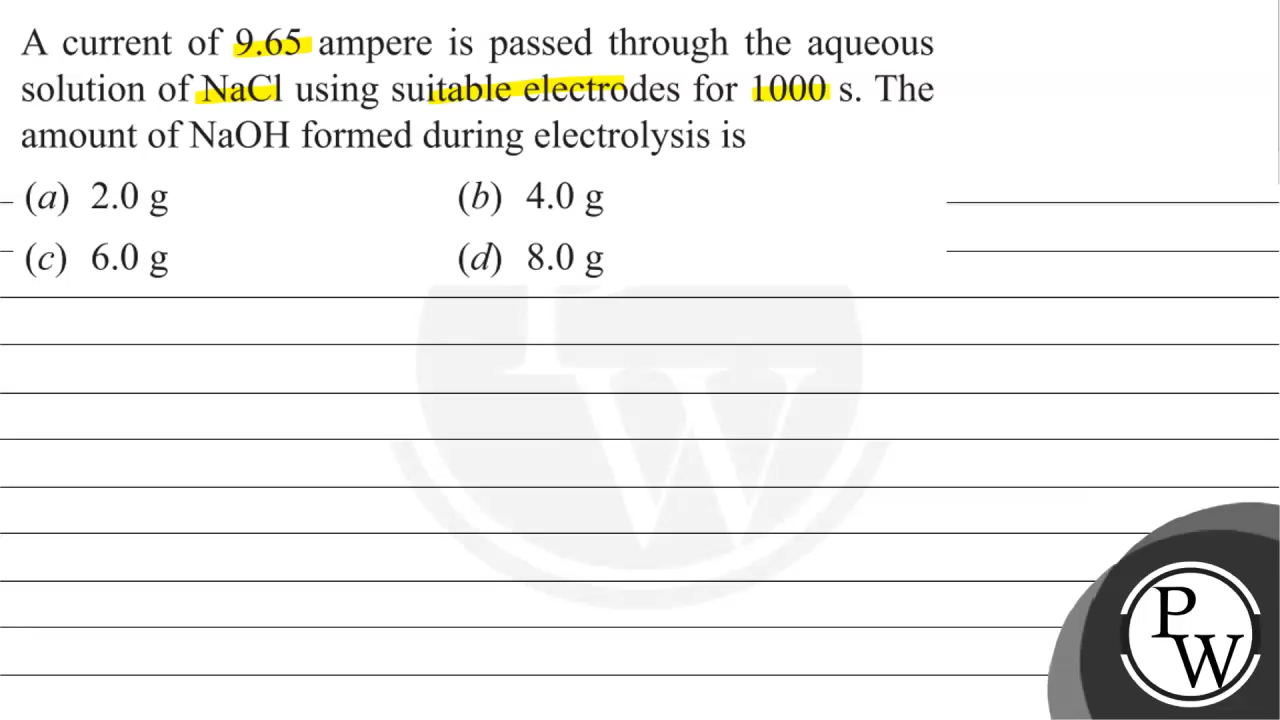 A current of 9.65 ampere is passed through the aqueous
solution of NaCl using suitable electrodes for 1000 s. The
amount of NaOH formed during electrolysis is
(a) 2.0 g (b) 4.0 g
(c) 6.0 g (d) 8.0 g
P
W
P
W